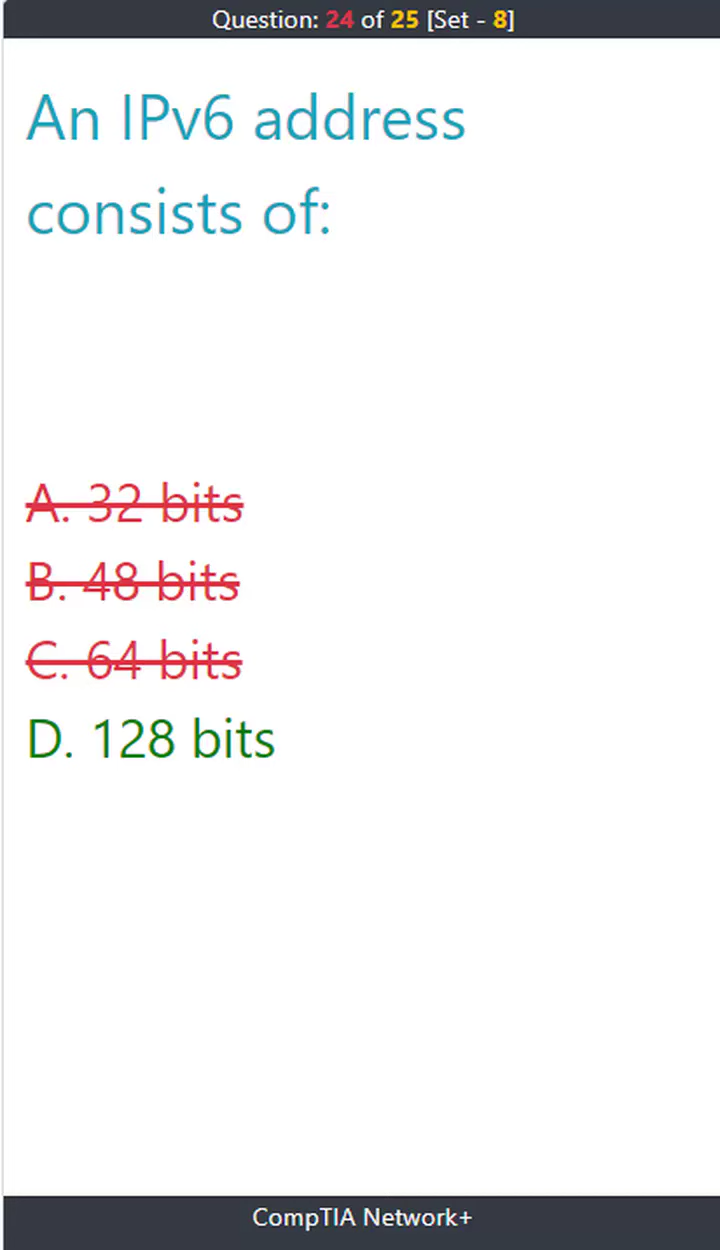 Question: 24 of 25 [Set - 8]
An IPv6 address
consists of:
A. 32 bits
B. 48 bits
C. 64 bits
D. 128 bits
CompTIA Network+